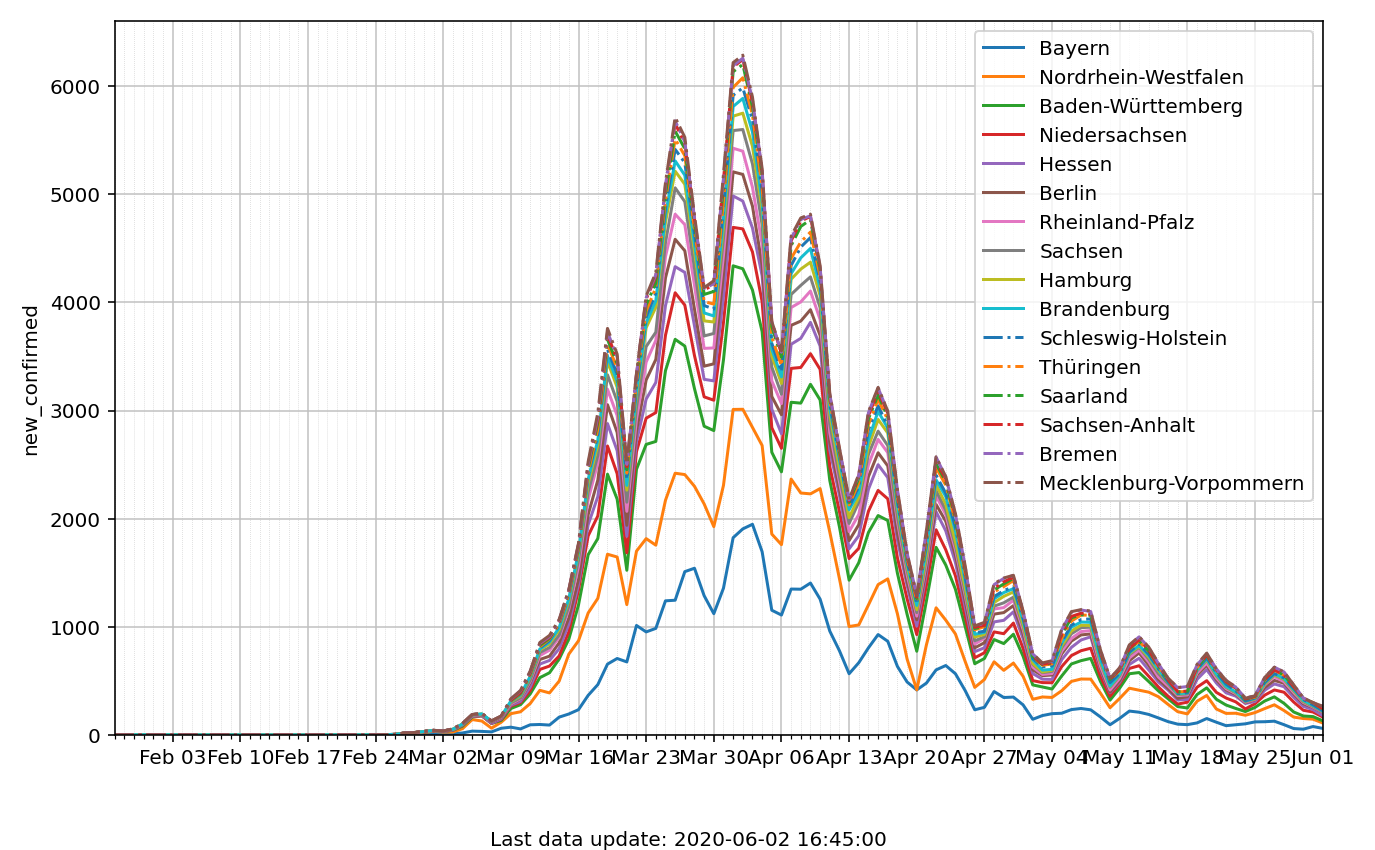 new_confirmed
6000
5000
4000
3000
2000
1000
0
Bayern
Nordrhein-Westfalen
Baden-Württemberg
Niedersachsen
Hessen
Berlin
Rheinland-Pfalz
Sachsen
Hamburg
Brandenburg
Schleswig-Holstein
Thüringen
Saarland
Sachsen-Anhalt
Bremen
Mecklenburg-Vorpommern
Feb 03 Feb 10 Feb 17 Feb 24 Mar 02 Mar 09 Mar 16 Mar 23 Mar 30 Apr 06 Apr 13 Apr 20 Apr 27 May 04 May 11 May 18 May 25 Jun 01
Last data update: 2020-06-02 16:45:00